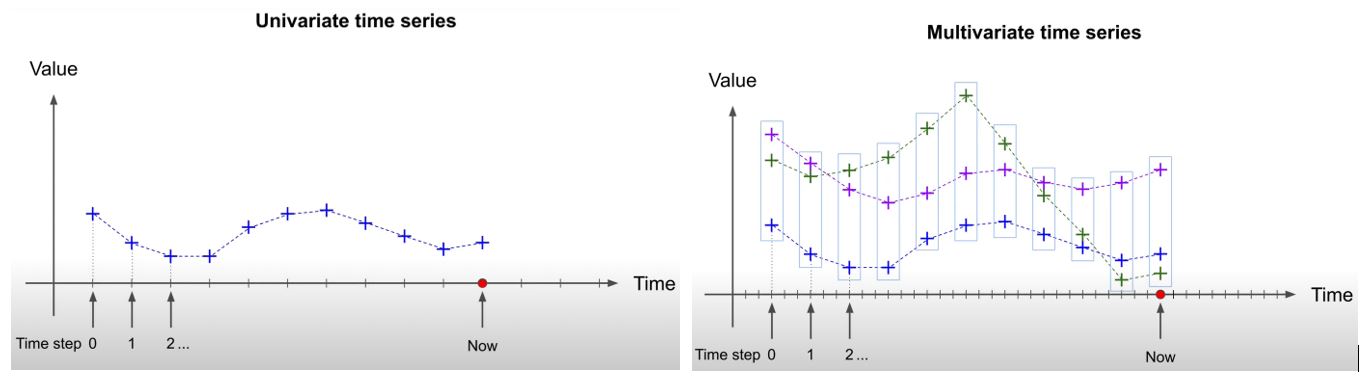 Univariate time series
Value
Time
Time step 0 1 2 ...
Now
Multivariate time series
Value
Time
Time step 0 1 2...
Now